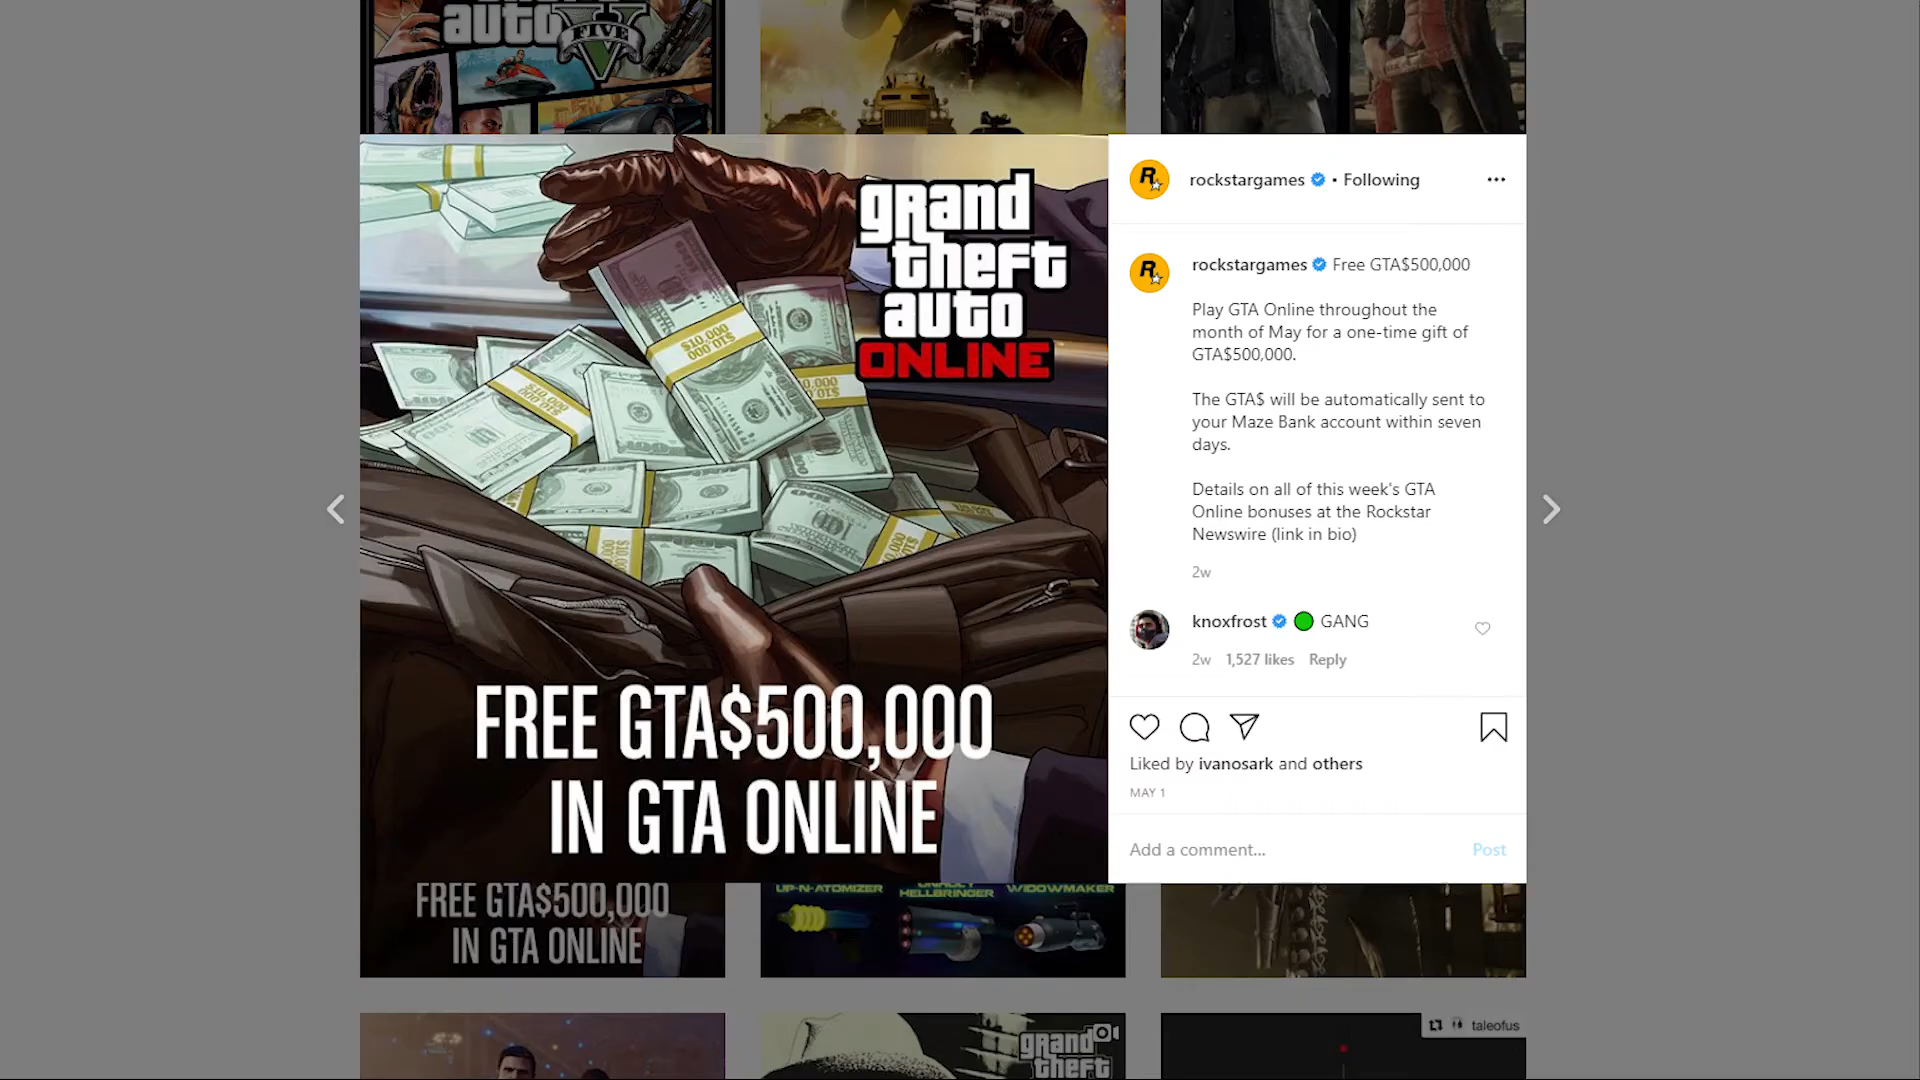 auto
FIVE
V
grand
theft
auto
ONLINE
$10,000
FREE GTA$500,000
IN GTA ONLINE
rockstargames • Following
rockstargames Free GTA$500,000
Play GTA Online throughout the
month of May for a one-time gift of
GTA$500,000.
The GTA$ will be automatically sent to
your Maze Bank account within seven
days.
Details on all of this week's GTA
Online bonuses at the Rockstar
Newswire (link in bio)
2w
knoxfrost GANG
2w 1,527 likes Reply
Liked by ivanosark and others
MAY 1
Add a comment... Post
FREE GTA$500,000
IN GTA ONLINE
UP-N-ATOMIZER
HELLBRINGER
WIDOWMAKER
grand
theft
taleofus